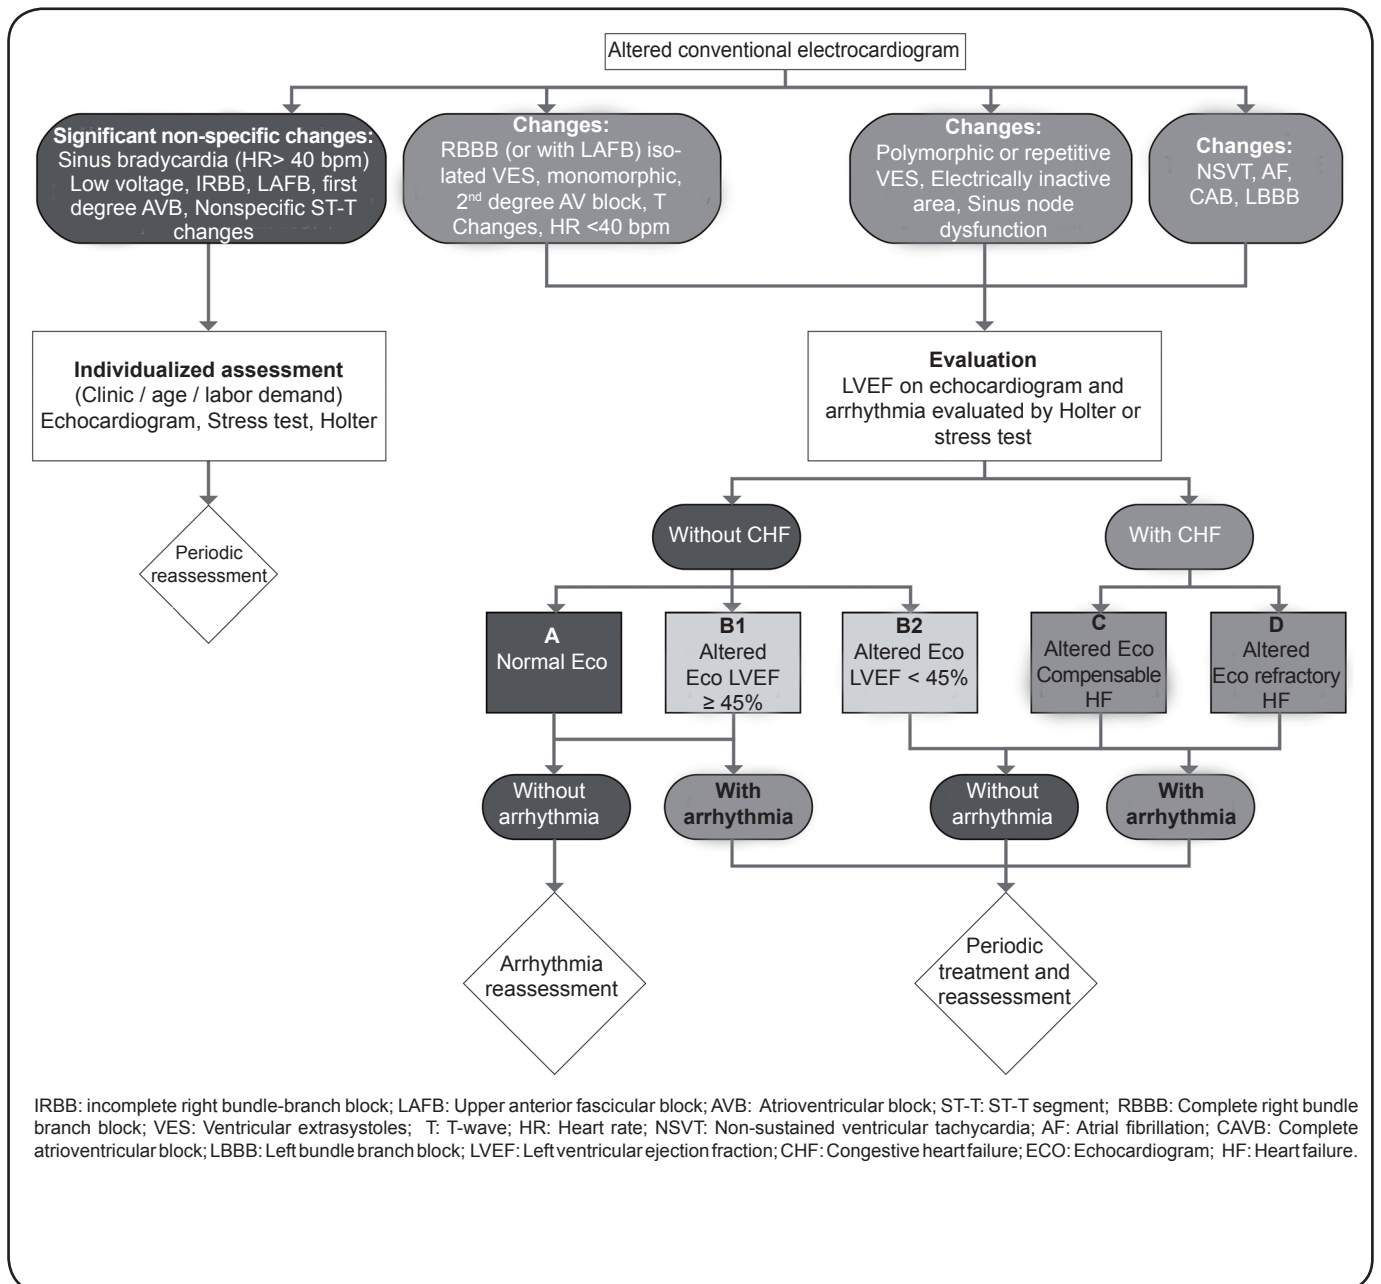 Altered conventional electrocardiogram
Significant non-specific changes:
Sinus bradycardia (HR> 40 bpm)
Low voltage, IRBB, LAFB, first
degree AVB, Nonspecific ST-T
changes
Changes:
RBBB (or with LAFB) iso-
lated VES, monomorphic,
2nd degree AV block, T
Changes, HR <40 bpm
Changes:
Polymorphic or repetitive
VES, Electrically inactive
area, Sinus node
dysfunction
Changes:
NSVT, AF,
CAB, LBBB
Individualized assessment
(Clinic / age / labor demand)
Echocardiogram, Stress test, Holter
Evaluation
LVEF on echocardiogram and
arrhythmia evaluated by Holter or
stress test
Periodic
reassessment
Without CHF
With CHF
A
Normal Eco
B1
Altered
Eco LVEF
≥ 45%
B2
Altered Eco
LVEF < 45%
C
Altered Eco
Compensable
HF
D
Altered
Eco refractory
HF
Without
arrhythmia
With
arrhythmia
Without
arrhythmia
With
arrhythmia
Arrhythmia
reassessment
Periodic
treatment and
reassessment
IRBB: incomplete right bundle-branch block; LAFB: Upper anterior fascicular block; AVB: Atrioventricular block; ST-T: ST-T segment; RBBB: Complete right bundle
branch block; VES: Ventricular extrasystoles; T: T-wave; HR: Heart rate; NSVT: Non-sustained ventricular tachycardia; AF: Atrial fibrillation; CAVB: Complete
atrioventricular block; LBBB: Left bundle branch block; LVEF: Left ventricular ejection fraction; CHF: Congestive heart failure; ECO: Echocardiogram; HF: Heart failure.